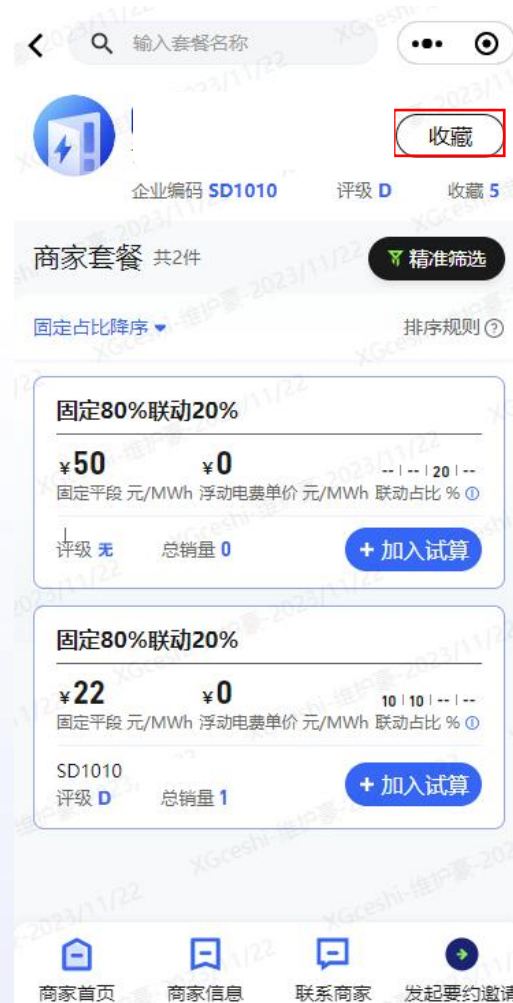 输入套餐名称
收藏
企业编码 SD1010 评级 D 收藏 5
商家套餐 共2件 精准筛选
固定占比降序 排序规则
固定80%联动20%
¥50 ¥0 -- | -- | 20 | --
固定平段 元/MWh 浮动电费单价 元/MWh 联动占比 %
评级 无 总销量 0 + 加入试算
固定80%联动20%
¥22 ¥0 10 | 10 | -- | --
固定平段 元/MWh 浮动电费单价 元/MWh 联动占比 %
SD1010
评级 D 总销量 1 + 加入试算
商家首页 商家信息 联系商家 发起要约邀请
XGceshi-维护豪-2023/11/22